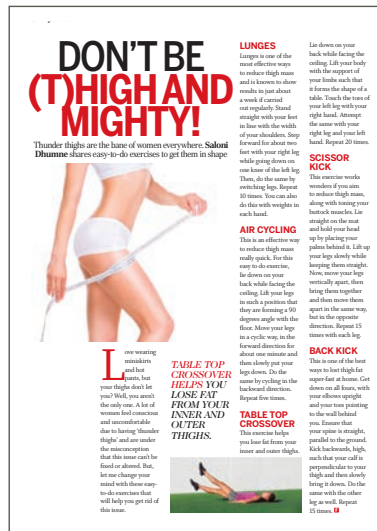 DON'T BE
(T)HIGH AND
MIGHTY!
Thunder thighs are the bane of women everywhere. Saloni
Dhumne shares easy-to-do exercises to get them in shape
Love wearing
miniskirts
and hot
pants, but
your thighs don't let
you? Well, you aren't
the only one. A lot of
women feel conscious
and uncomfortable
due to having 'thunder
thighs' and are under
the misconception
that this issue can't be
fixed or altered. But,
let me change your
mind with these easy-
to-do exercises that
will help you get rid of
this issue.
TABLE TOP
CROSSOVER
HELPS YOU
LOSE FAT
FROM YOUR
INNER AND
OUTER
THIGHS.
LUNGES
Lunges is one of the
most effective ways
to reduce thigh mass
and is known to show
results in just about
a week if carried
out regularly. Stand
straight with your feet
in line with the width
of your shoulders. Step
forward for about two
feet with your right leg
while going down on
one knee of the left leg.
Then, do the same by
switching legs. Repeat
10 times. You can also
do this with weights in
each hand.
AIR CYCLING
This is an effective way
to reduce thigh mass
really quick. For this
easy to-do exercise,
lie down on your
back while facing the
ceiling. Lift your legs
in such a position that
they are forming a 90
degrees angle with the
floor. Move your legs
in a cyclic way, in the
forward direction for
about one minute and
then slowly put your
legs down. Do the
same by cycling in the
backward direction.
Repeat five times.
TABLE TOP
CROSSOVER
This exercise helps
you lose fat from your
inner and outer thighs.
Lie down on your
back while facing the
ceiling. Lift your body
with the support of
your limbs such that
it forms the shape of a
table. Touch the toes of
your left leg with your
right hand. Attempt
the same with your
right leg and your left
hand. Repeat 20 times.
SCISSOR
KICK
This exercise works
wonders if you aim
to reduce thigh mass,
along with toning your
buttock muscles. Lie
straight on the mat
and hold your head
up by placing your
palms behind it. Lift up
your legs slowly while
keeping them straight.
Now, move your legs
vertically apart, then
bring them together
and then move them
apart in the same way,
but in the opposite
direction. Repeat 15
times with each leg.
BACK KICK
This is one of the best
ways to lost thigh fat
super-fast at home. Get
down on all fours, with
your elbows upright
and your toes pointing
to the wall behind
you. Ensure that
your spine is straight,
parallel to the ground.
Kick backwards, high,
such that your calf is
perpendicular to your
thigh and then slowly
bring it down. Do the
same with the other
leg as well. Repeat
15 times.